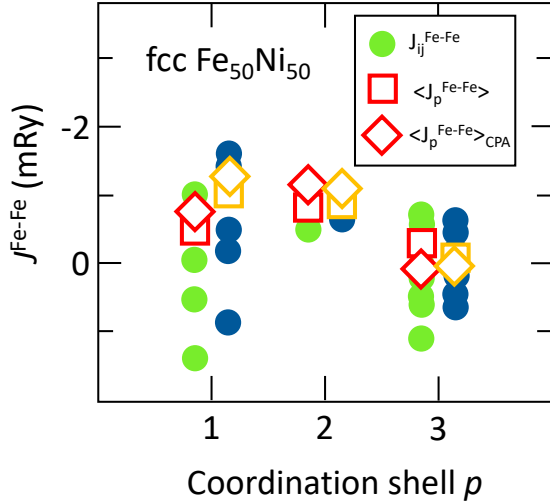 fcc Fe₅₀Ni₅₀
J_ij^Fe-Fe
<J_p^Fe-Fe>
<J_p^Fe-Fe>_CPA
J^Fe-Fe (mRy)
-2
0
1 2 3
Coordination shell p